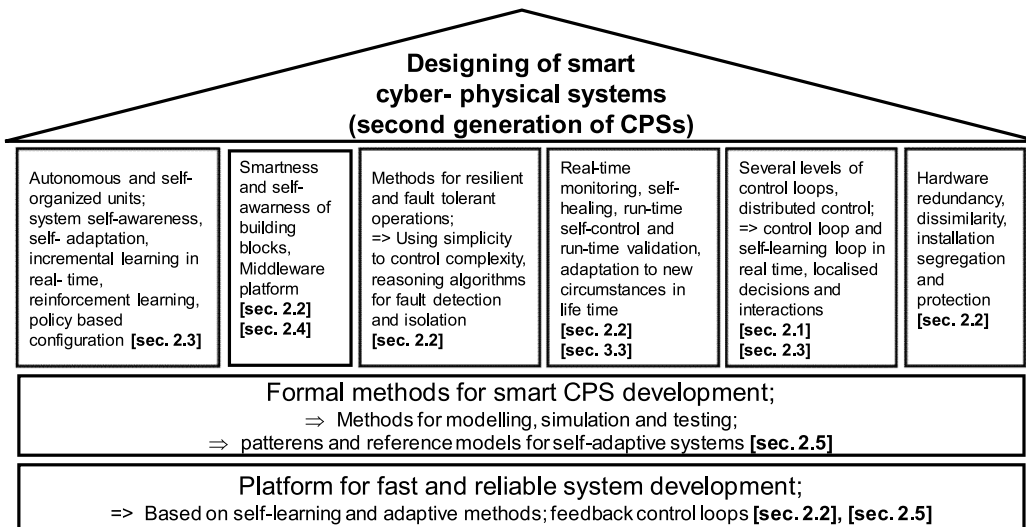 Designing of smart
cyber- physical systems
(second generation of CPSs)
Autonomous and self-
organized units;
system self-awareness,
self- adaptation,
incremental learning in
real- time,
reinforcement learning,
policy based
configuration [sec. 2.3]
Smartness
and self-
awarness of
building
blocks,
Middleware
platform
[sec. 2.2]
[sec. 2.4]
Methods for resilient
and fault tolerant
operations;
=> Using simplicity
to control complexity,
reasoning algorithms
for fault detection
and isolation
[sec. 2.2]
Real-time
monitoring, self-
healing, run-time
self-control and
run-time validation,
adaptation to new
circumstances in
life time
[sec. 2.2]
[sec. 3.3]
Several levels of
control loops,
distributed control;
=> control loop and
self-learning loop in
real time, localised
decisions and
interactions
[sec. 2.1]
[sec. 2.3]
Hardware
redundancy,
dissimilarity,
installation
segregation
and
protection
[sec. 2.2]
Formal methods for smart CPS development;
⇒ Methods for modelling, simulation and testing;
⇒ patterens and reference models for self-adaptive systems [sec. 2.5]
Platform for fast and reliable system development;
=> Based on self-learning and adaptive methods; feedback control loops [sec. 2.2], [sec. 2.5]